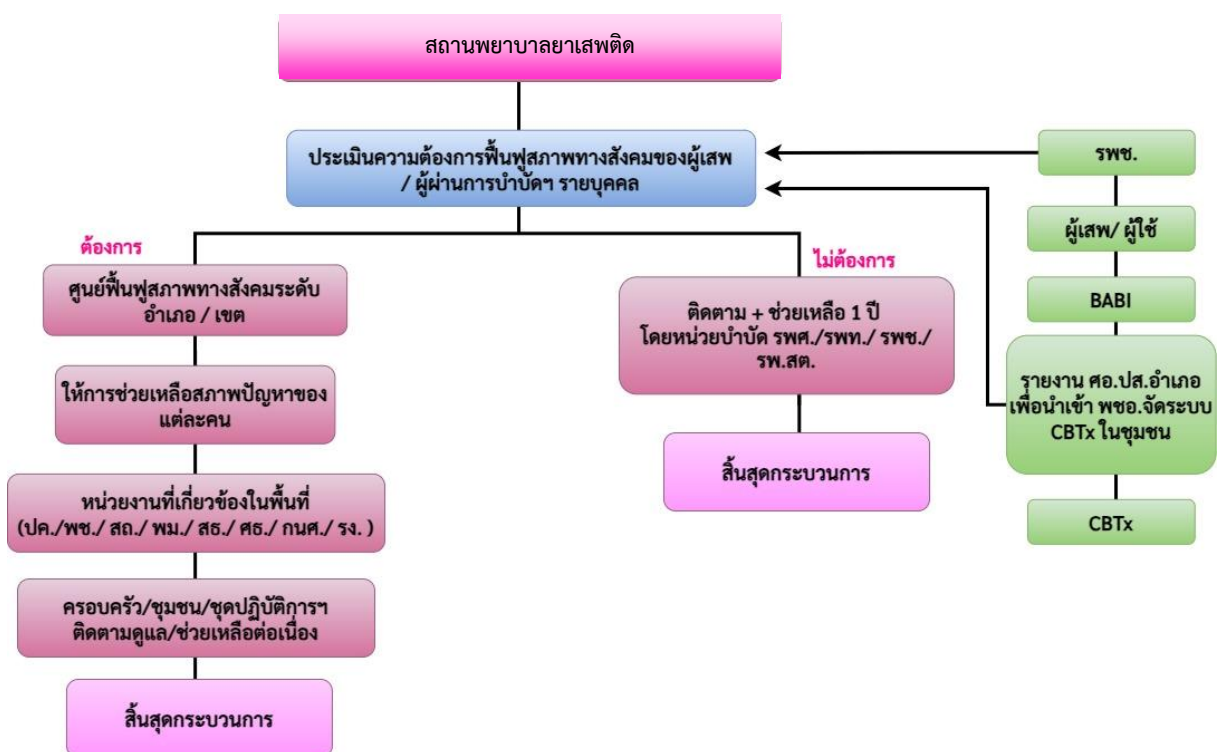 สถานพยาบาลยาเสพติด
ประเมินความต้องการฟื้นฟูสภาพทางสังคมของผู้เสพ
/ ผู้ผ่านการบำบัดฯ รายบุคคล
ต้องการ
ศูนย์ฟื้นฟูสภาพทางสังคมระดับ
อำเภอ / เขต
ให้การช่วยเหลือสภาพปัญหาของ
แต่ละคน
หน่วยงานที่เกี่ยวข้องในพื้นที่
(ปค./พช./ สถ./ พม./ สธ./ ศธ./ กนศ./ รง. )
ครอบครัว/ชุมชน/ชุดปฏิบัติการฯ
ติดตามดูแล/ช่วยเหลือต่อเนื่อง
สิ้นสุดกระบวนการ
ไม่ต้องการ
ติดตาม + ช่วยเหลือ 1 ปี
โดยหน่วยบำบัด รพศ./รพท./ รพช./
รพ.สต.
สิ้นสุดกระบวนการ
รพช.
ผู้เสพ/ ผู้ใช้
BABI
รายงาน ศอ.ปส.อำเภอ
เพื่อนำเข้า พชอ.จัดระบบ
CBTx ในชุมชน
CBTx